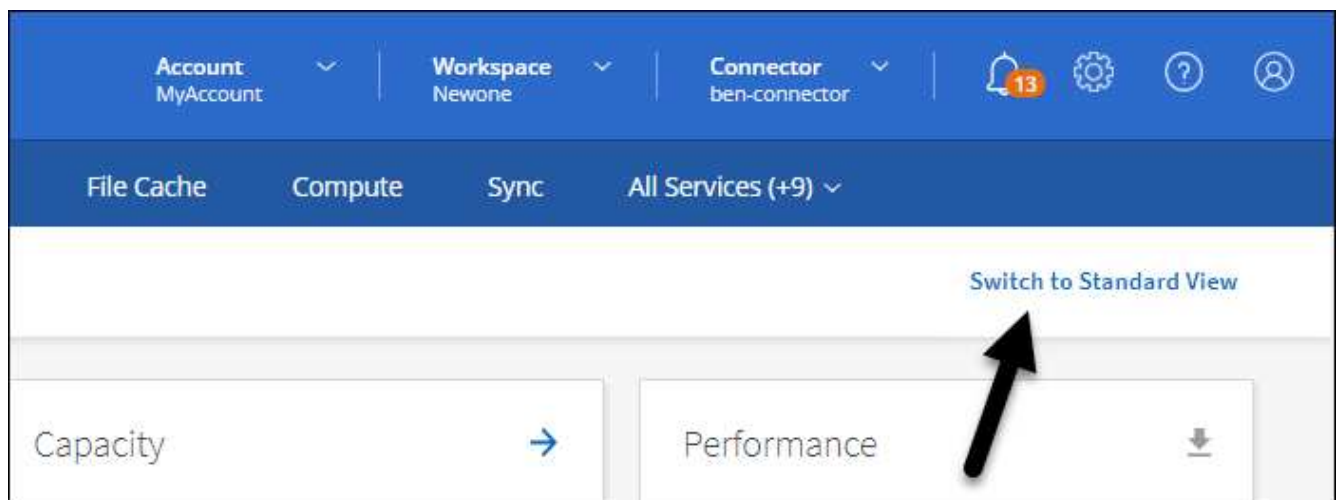 Account Workspace Connector
MyAccount Newone ben-connector
13
File Cache Compute Sync All Services (+9)
Switch to Standard View
Capacity Performance